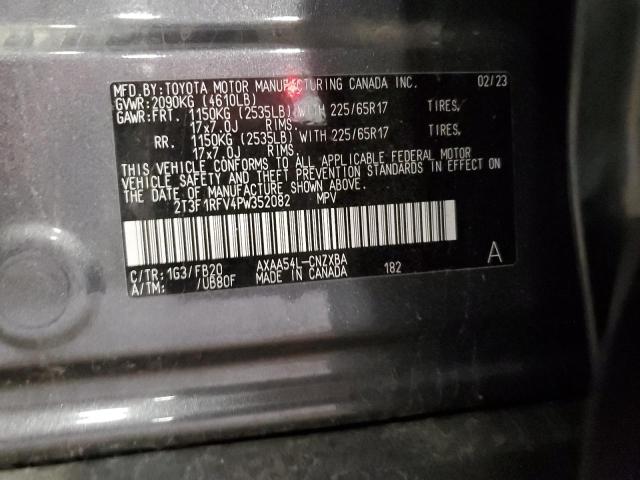 MFD.BY:TOYOTA MOTOR MANUFACTURING CANADA INC. 02/23
GVWR:2090KG (4610LB)
GAWR:FRT. 1150KG (2535LB) WITH 225/65R17 TIRES,
17x7.0J RIMS.
RR. 1150KG (2535LB) WITH 225/65R17 TIRES,
17x7.0J RIMS.
THIS VEHICLE CONFORMS TO ALL APPLICABLE FEDERAL MOTOR
VEHICLE SAFETY AND THEFT PREVENTION STANDARDS IN EFFECT ON
THE DATE OF MANUFACTURE SHOWN ABOVE.
2T3F1RFV4PW352082 MPV
C/TR:1G3/FB20 AXAA54L-CNZXBA 182 A
A/TM: /UB80F MADE IN CANADA